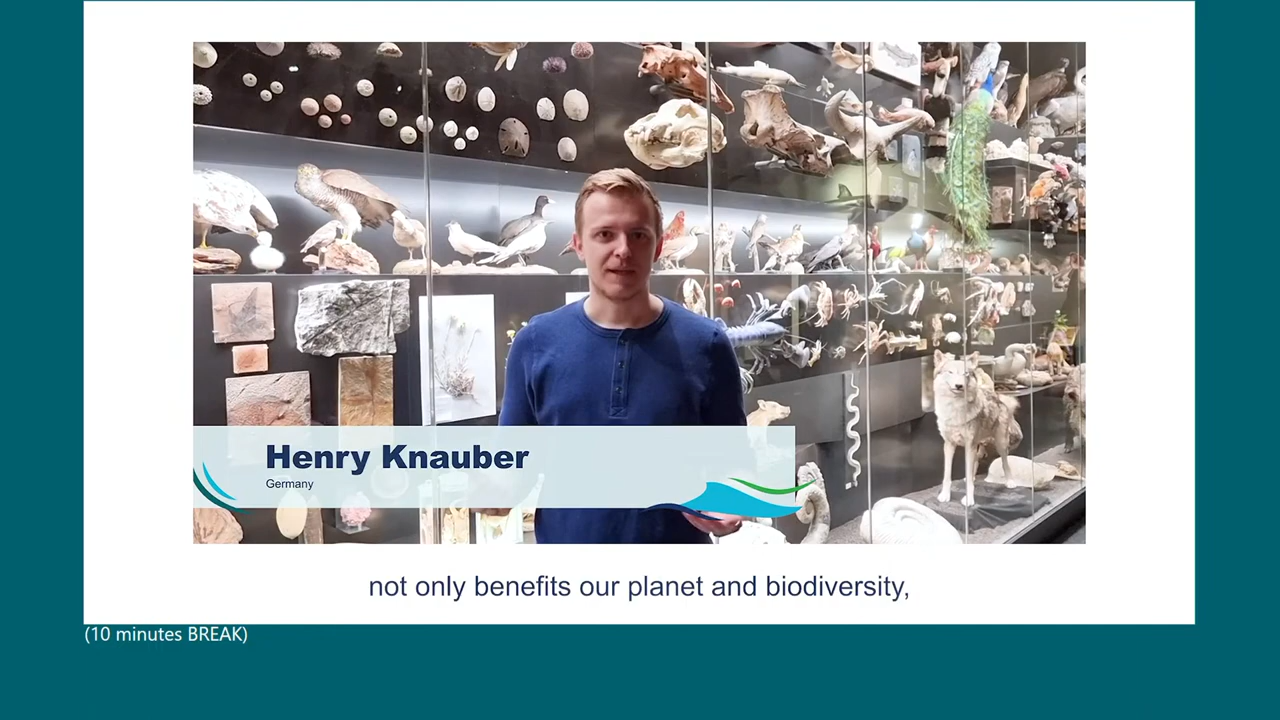 Henry Knauber
Germany
not only benefits our planet and biodiversity,
(10 minutes BREAK)